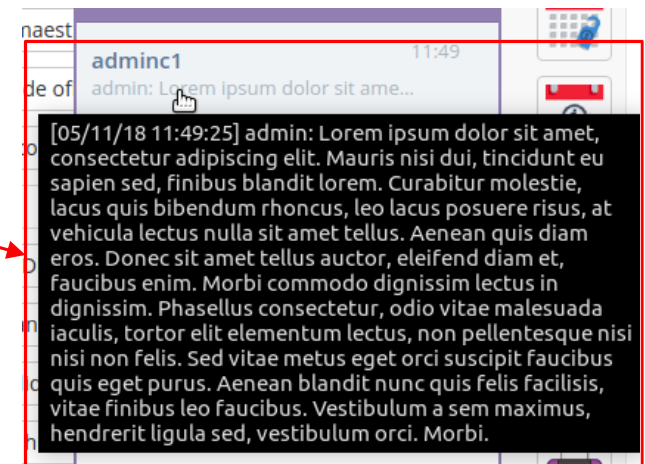 naest
adminc1
11:49
de of
admin: Lorem ipsum dolor sit ame...
[05/11/18 11:49:25] admin: Lorem ipsum dolor sit amet,
consectetur adipiscing elit. Mauris nisi dui, tincidunt eu
sapien sed, finibus blandit lorem. Curabitur molestie,
lacus quis bibendum rhoncus, leo lacus posuere risus, at
vehicula lectus nulla sit amet tellus. Aenean quis diam
eros. Donec sit amet tellus auctor, eleifend diam et,
faucibus enim. Morbi commodo dignissim lectus in
dignissim. Phasellus consectetur, odio vitae malesuada
iaculis, tortor elit elementum lectus, non pellentesque nisi
nisi non felis. Sed vitae metus eget orci suscipit faucibus
quis eget purus. Aenean blandit nunc quis felis facilisis,
vitae finibus leo faucibus. Vestibulum a sem maximus,
hendrerit ligula sed, vestibulum orci. Morbi.